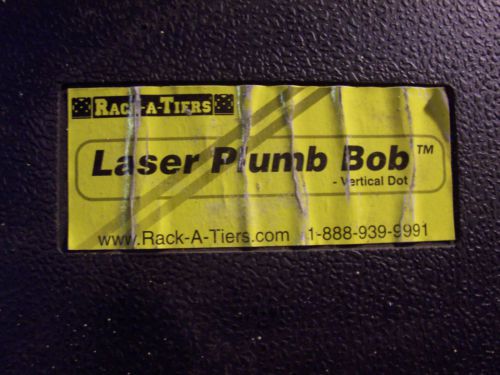 RACK-A-TIERS
Laser Plumb Bob™
- Vertical Dot
www.Rack-A-Tiers.com 1-888-939-9991